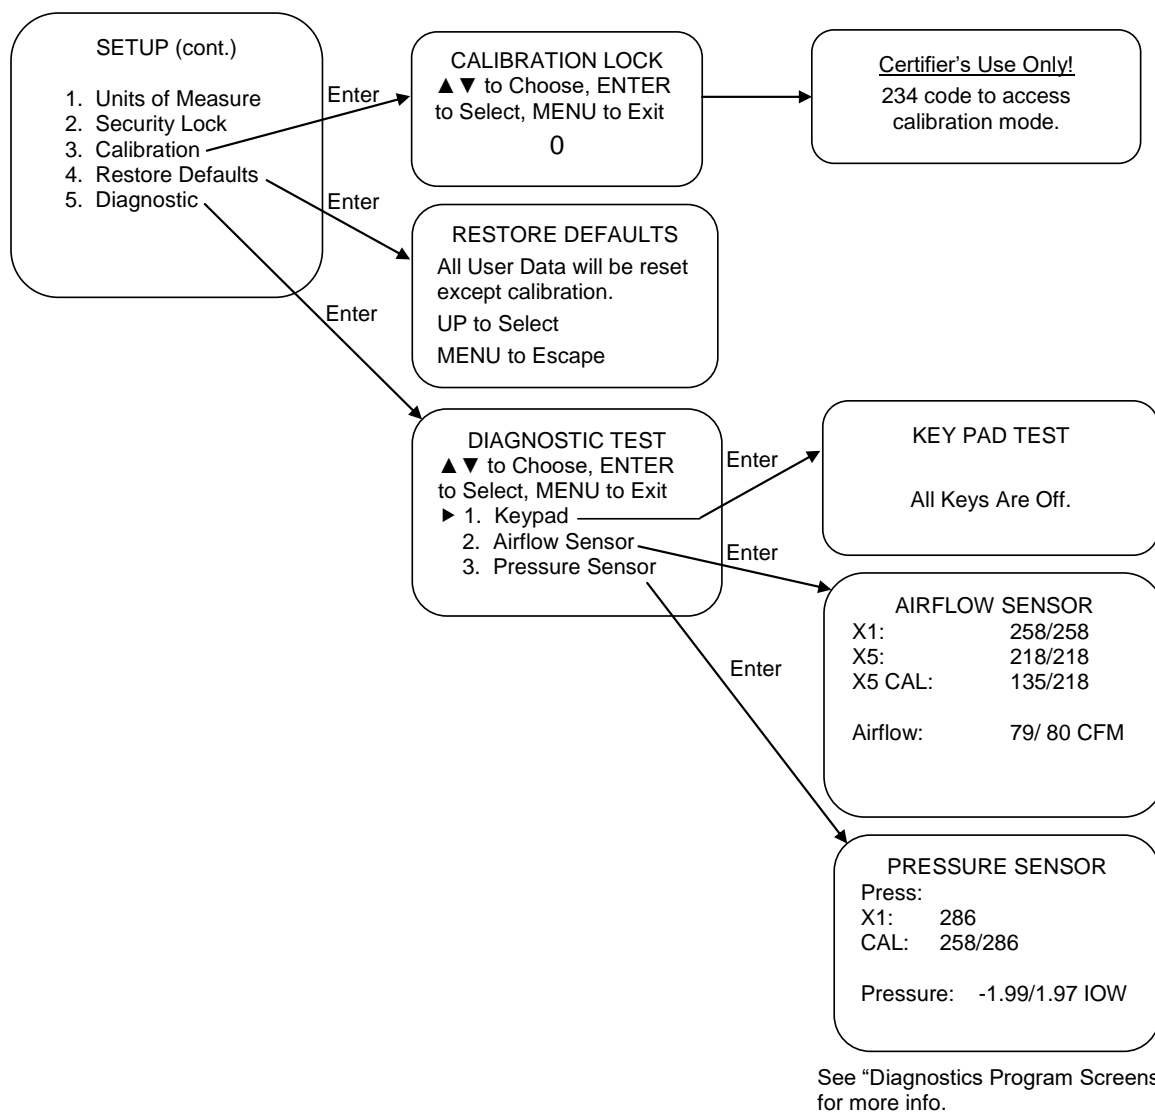 SETUP (cont.)
1. Units of Measure
2. Security Lock
3. Calibration
4. Restore Defaults
5. Diagnostic
Enter
CALIBRATION LOCK
▲▼ to Choose, ENTER
to Select, MENU to Exit
0
Certifier's Use Only!
234 code to access
calibration mode.
Enter
RESTORE DEFAULTS
All User Data will be reset
except calibration.
UP to Select
MENU to Escape
Enter
DIAGNOSTIC TEST
▲▼ to Choose, ENTER
to Select, MENU to Exit
▶ 1. Keypad
2. Airflow Sensor
3. Pressure Sensor
Enter
KEY PAD TEST
All Keys Are Off.
Enter
AIRFLOW SENSOR
X1: 258/258
X5: 218/218
X5 CAL: 135/218
Airflow: 79/ 80 CFM
Enter
PRESSURE SENSOR
Press:
X1: 286
CAL: 258/286
Pressure: -1.99/1.97 IOW
See “Diagnostics Program Screens
for more info.